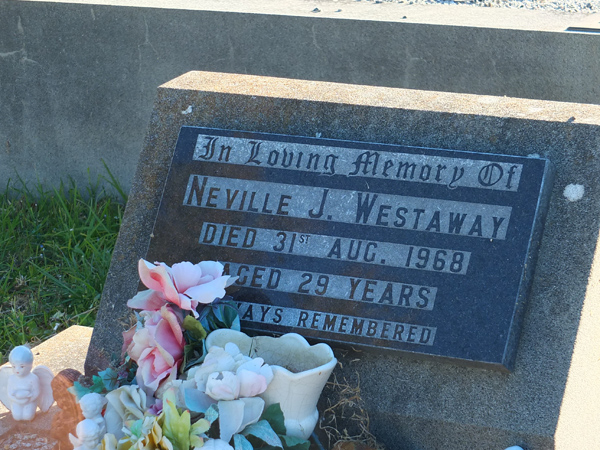 In Loving Memory Of
NEVILLE J. WESTAWAY
DIED 31ST AUG. 1968
AGED 29 YEARS
REMEMBERED